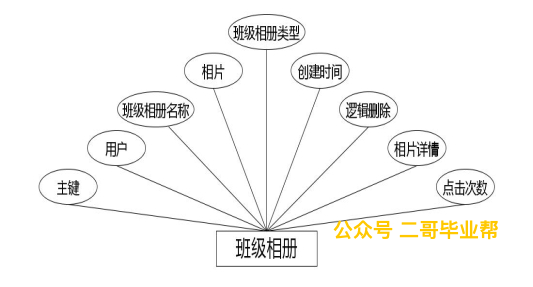 班级相册类型
相片
创建时间
班级相册名称
逻辑删除
用户
相片详情
主键
点击次数
公众号 二哥毕业帮
班级相册